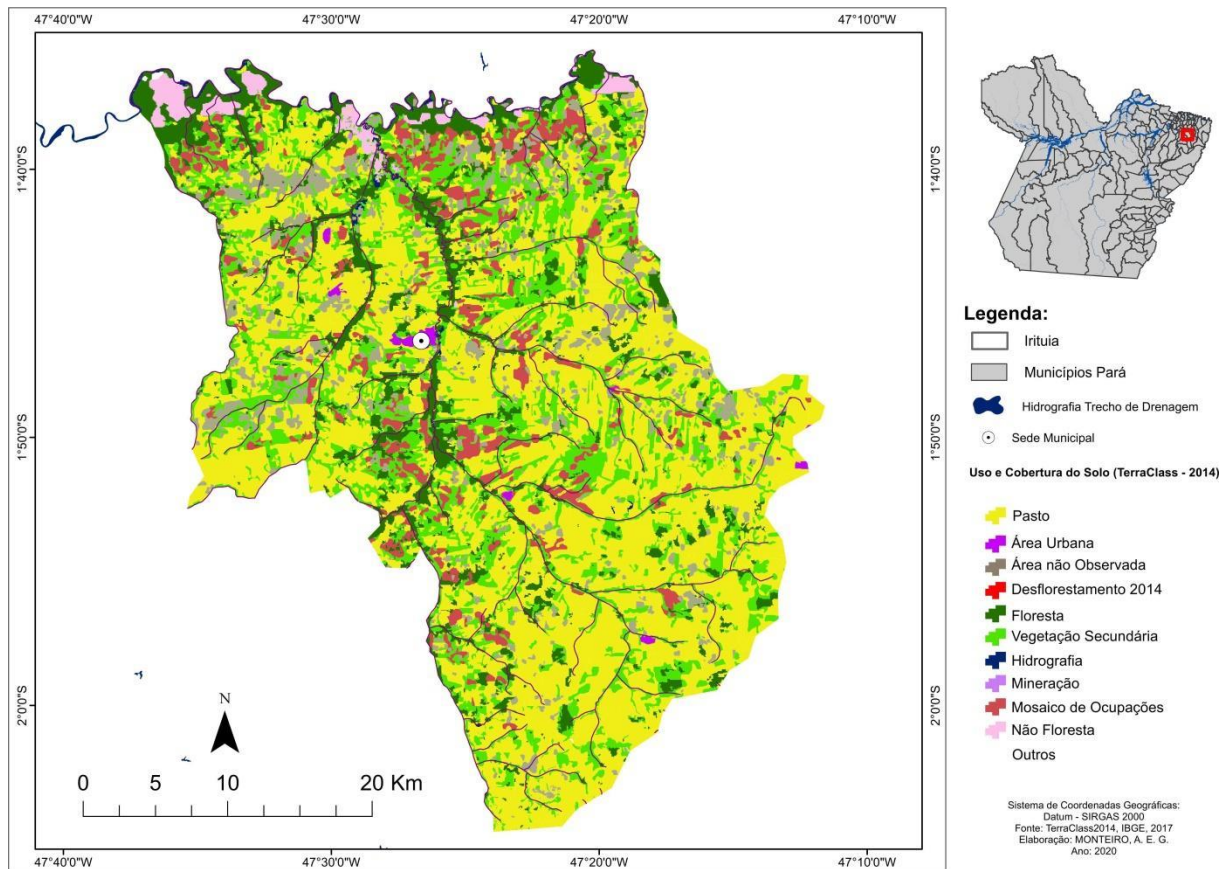 47°40'0"W 47°30'0"W 47°20'0"W 47°10'0"W
1°40'0"S 1°40'0"S
1°50'0"S 1°50'0"S
2°0'0"S 2°0'0"S
N
0 5 10 20 Km
47°40'0"W 47°30'0"W 47°20'0"W 47°10'0"W
Legenda:
Irituia
Municípios Pará
Hidrografia Trecho de Drenagem
Sede Municipal
Uso e Cobertura do Solo (TerraClass - 2014)
Pasto
Área Urbana
Área não Observada
Desflorestamento 2014
Floresta
Vegetação Secundária
Hidrografia
Mineração
Mosaico de Ocupações
Não Floresta
Outros
Sistema de Coordenadas Geográficas:
Datum - SIRGAS 2000
Fonte: TerraClass2014, IBGE, 2017
Elaboração: MONTEIRO, A. E. G.
Ano: 2020